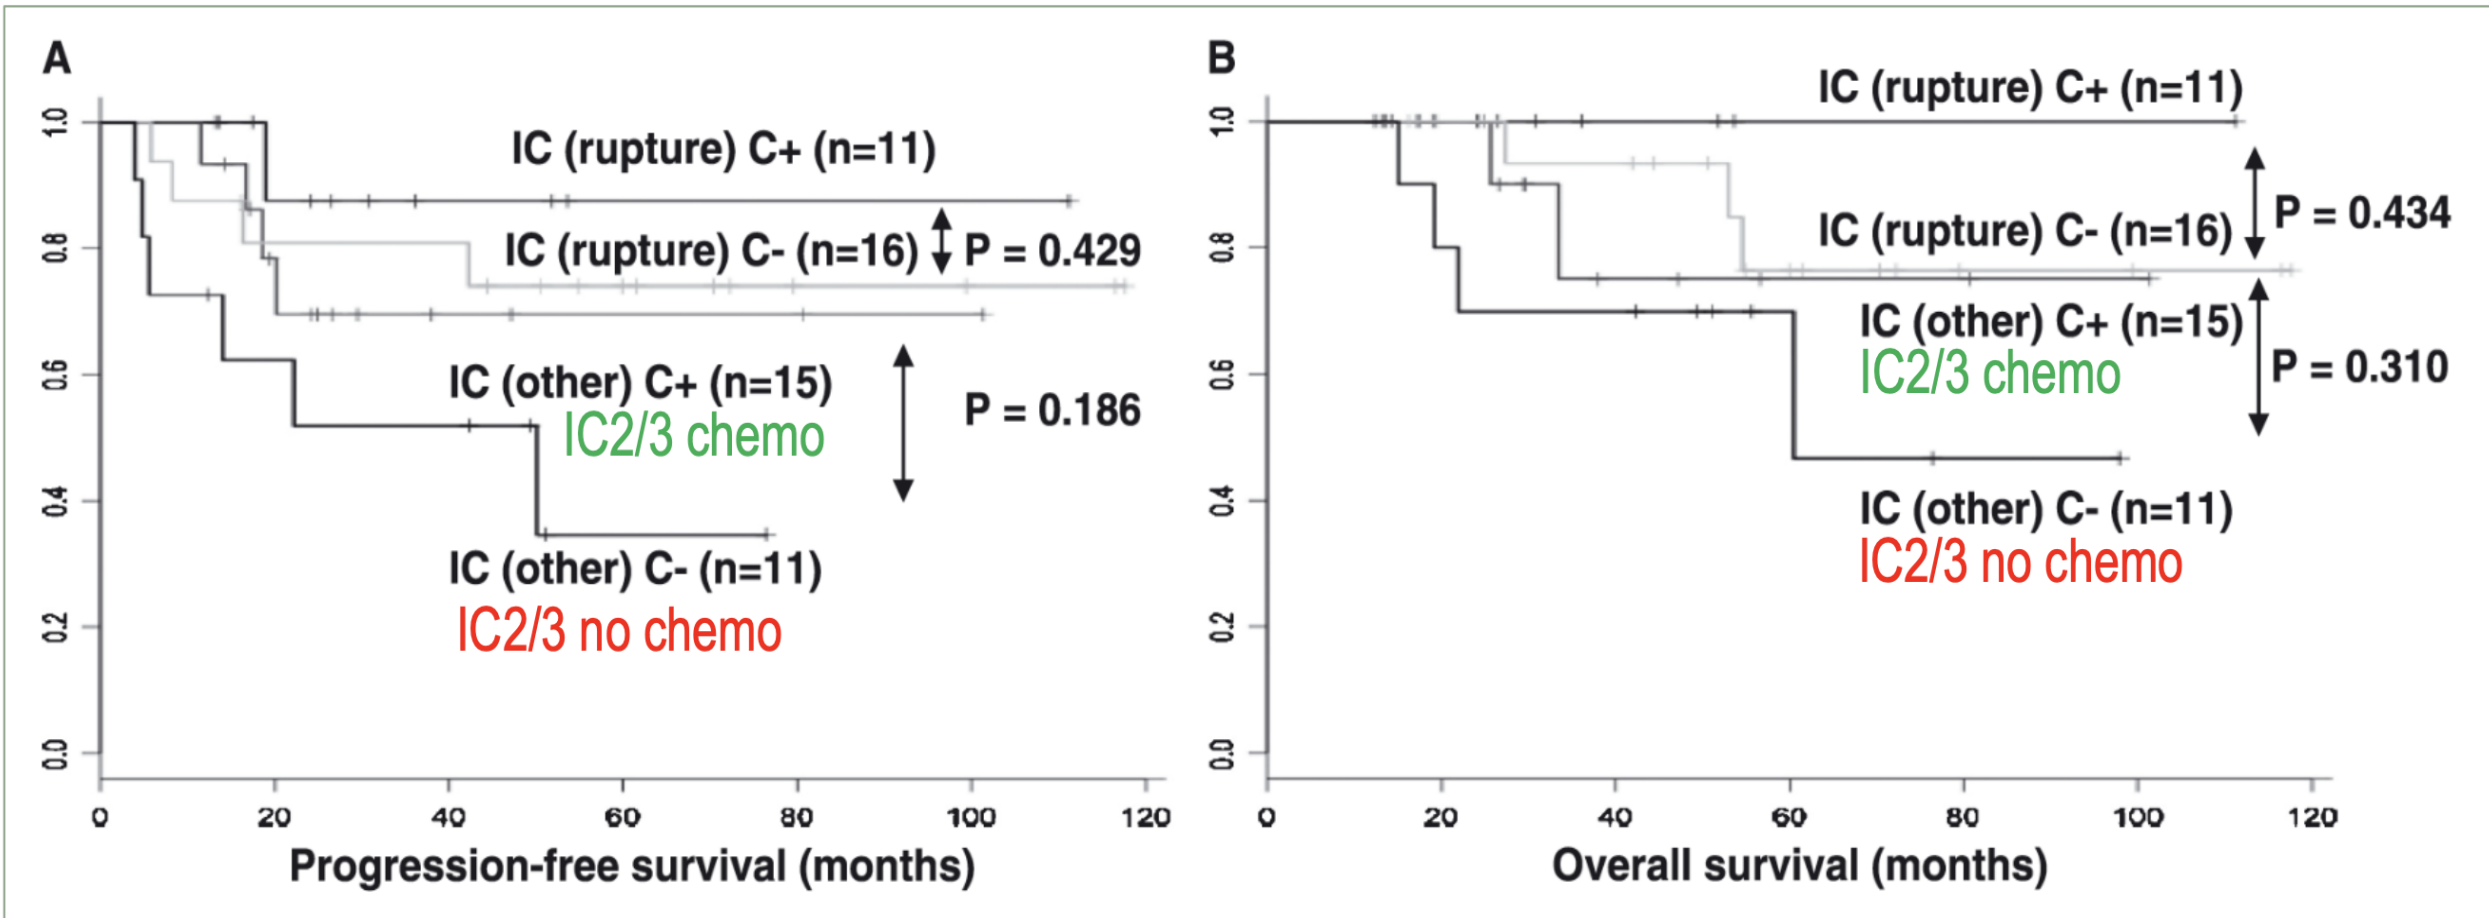 A
1.0
0.8
0.6
0.4
0.2
0.0
IC (rupture) C+ (n=11)
IC (rupture) C- (n=16)
P = 0.429
IC (other) C+ (n=15)
IC2/3 chemo
P = 0.186
IC (other) C- (n=11)
IC2/3 no chemo
0 20 40 60 80 100 120
Progression-free survival (months)
B
1.0
0.8
0.6
0.4
0.2
0.0
IC (rupture) C+ (n=11)
P = 0.434
IC (rupture) C- (n=16)
IC (other) C+ (n=15)
IC2/3 chemo
P = 0.310
IC (other) C- (n=11)
IC2/3 no chemo
0 20 40 60 80 100 120
Overall survival (months)